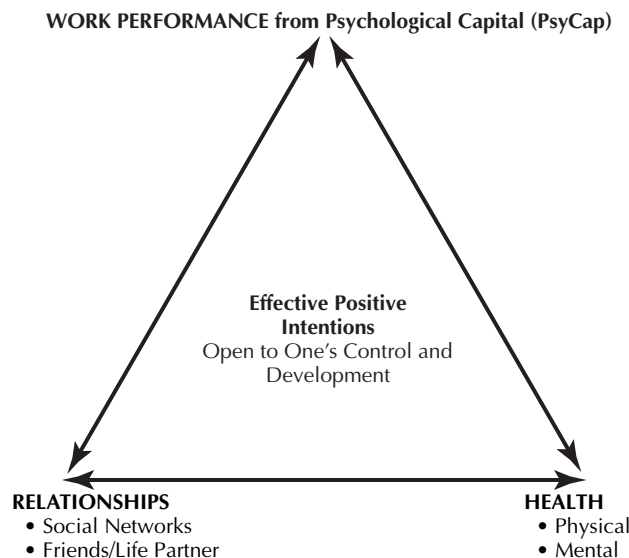 WORK PERFORMANCE from Psychological Capital (PsyCap)
Effective Positive
Intentions
Open to One’s Control and
Development
RELATIONSHIPS
• Social Networks
• Friends/Life Partner
HEALTH
• Physical
• Mental